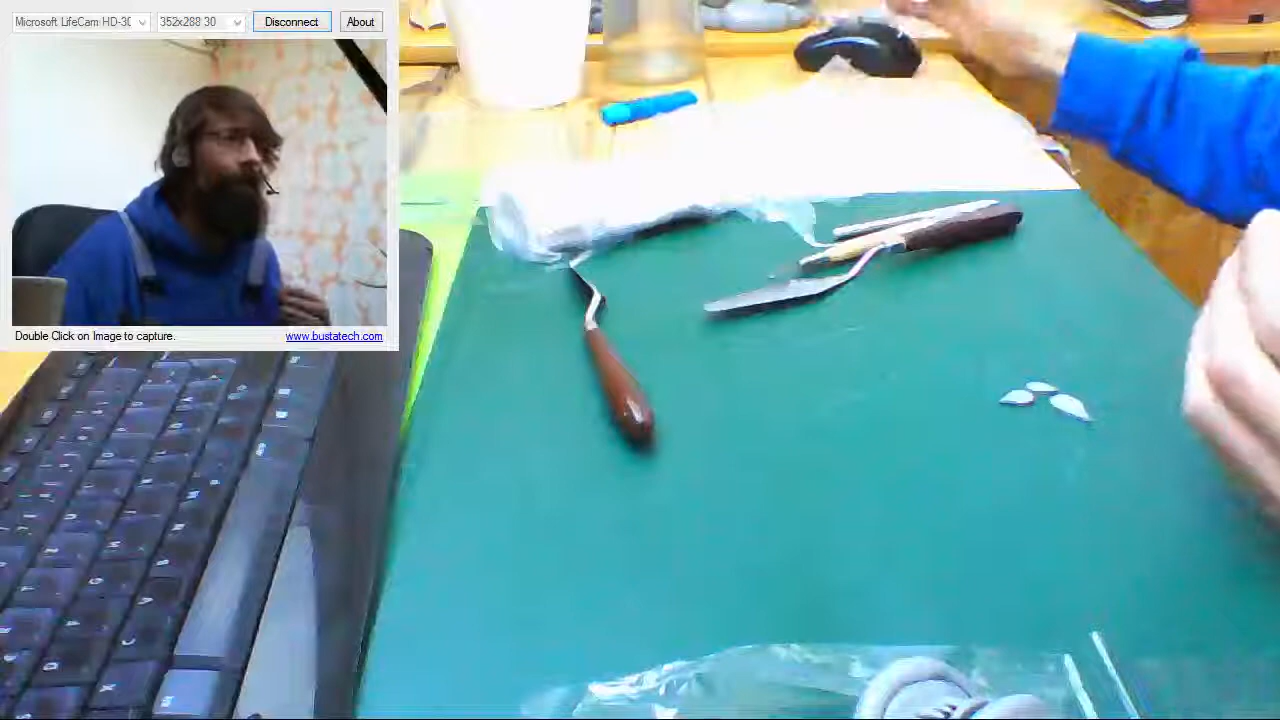 Microsoft LifeCam HD-30
352x288 30
Disconnect
About
Double Click on Image to capture.
www.bustatech.com